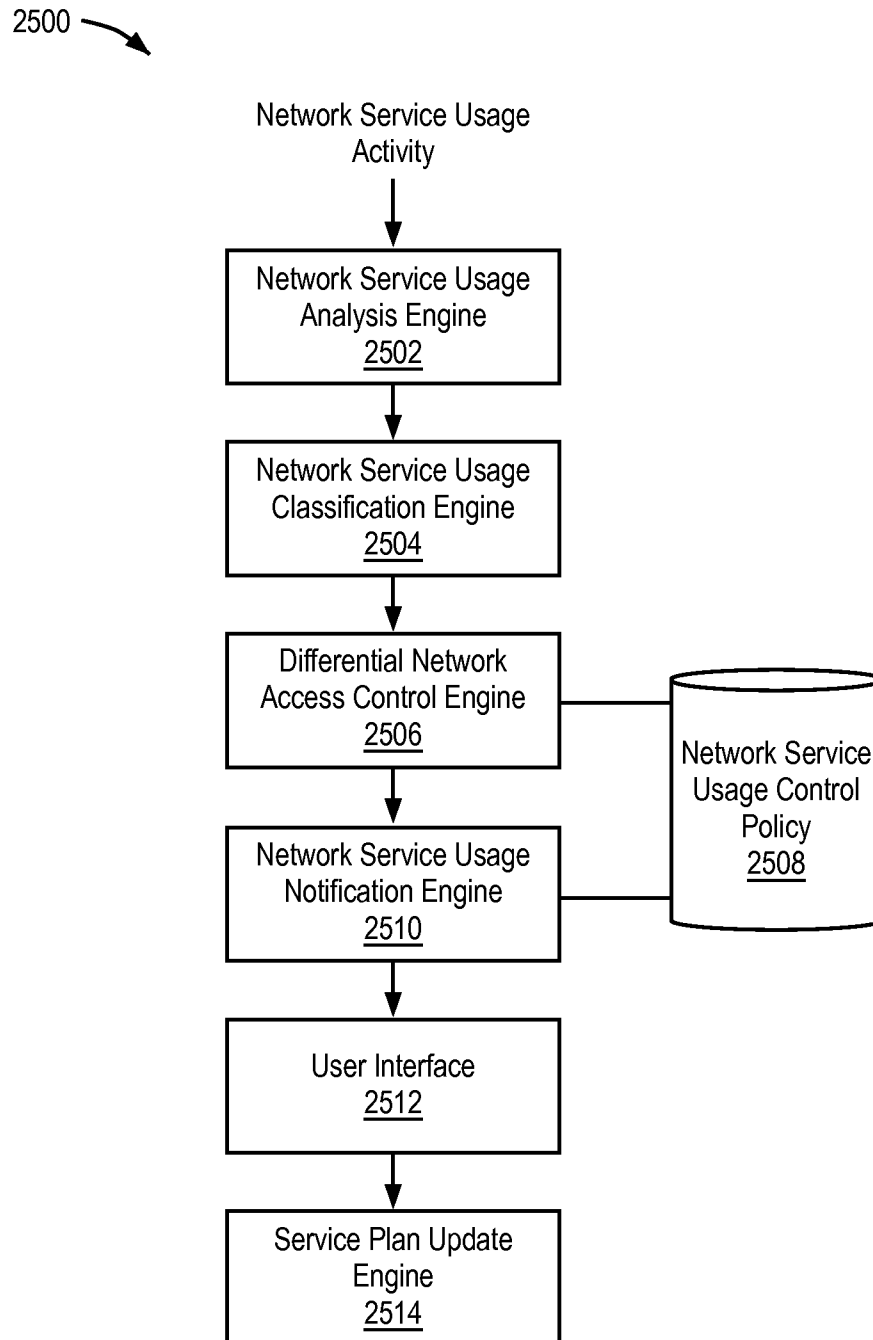 2500
Network Service Usage
Activity
Network Service Usage
Analysis Engine
2502
Network Service Usage
Classification Engine
2504
Differential Network
Access Control Engine
2506
Network Service
Usage Control
Policy
2508
Network Service Usage
Notification Engine
2510
User Interface
2512
Service Plan Update
Engine
2514